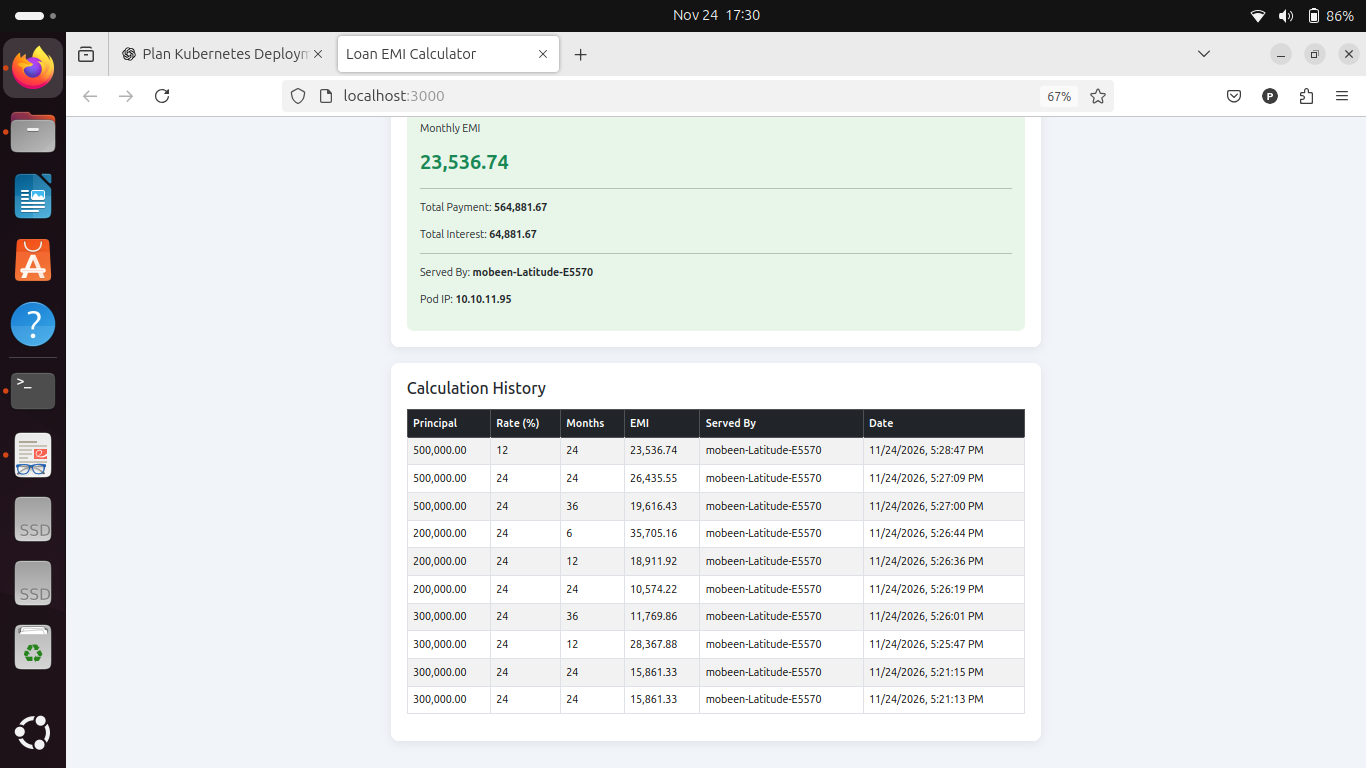 Nov 24 17:30
86%
Plan Kubernetes Deploym
Loan EMI Calculator
localhost:3000
67%
P
Monthly EMI
23,536.74
Total Payment: 564,881.67
Total Interest: 64,881.67
Served By: mobeen-Latitude-E5570
Pod IP: 10.10.11.95
Calculation History
Principal Rate (%) Months EMI Served By Date
500,000.00 12 24 23,536.74 mobeen-Latitude-E5570 11/24/2026, 5:28:47 PM
500,000.00 24 24 26,435.55 mobeen-Latitude-E5570 11/24/2026, 5:27:09 PM
500,000.00 24 36 19,616.43 mobeen-Latitude-E5570 11/24/2026, 5:27:00 PM
200,000.00 24 6 35,705.16 mobeen-Latitude-E5570 11/24/2026, 5:26:44 PM
200,000.00 24 12 18,911.92 mobeen-Latitude-E5570 11/24/2026, 5:26:36 PM
200,000.00 24 24 10,574.22 mobeen-Latitude-E5570 11/24/2026, 5:26:19 PM
300,000.00 24 36 11,769.86 mobeen-Latitude-E5570 11/24/2026, 5:26:01 PM
300,000.00 24 12 28,367.88 mobeen-Latitude-E5570 11/24/2026, 5:25:47 PM
300,000.00 24 24 15,861.33 mobeen-Latitude-E5570 11/24/2026, 5:21:15 PM
300,000.00 24 24 15,861.33 mobeen-Latitude-E5570 11/24/2026, 5:21:13 PM
?
>_
SSD
SSD